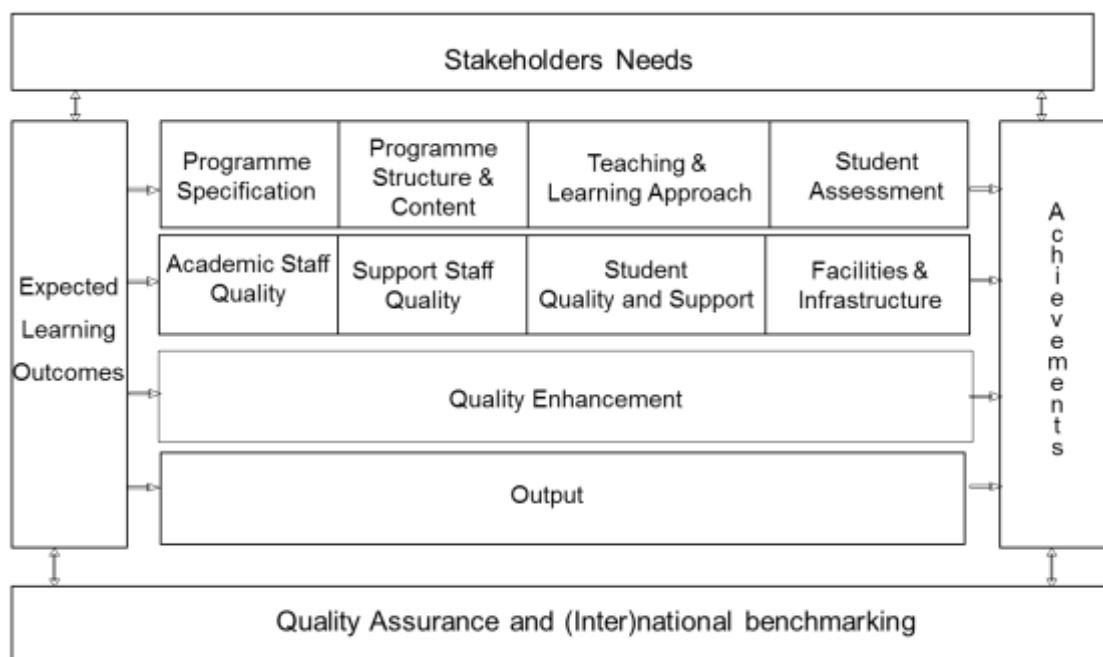 Stakeholders Needs
Expected
Learning
Outcomes
Programme
Specification
Programme
Structure &
Content
Teaching &
Learning Approach
Student
Assessment
Academic Staff
Quality
Support Staff
Quality
Student
Quality and Support
Facilities &
Infrastructure
Quality Enhancement
Output
Achievements
Quality Assurance and (Inter)national benchmarking